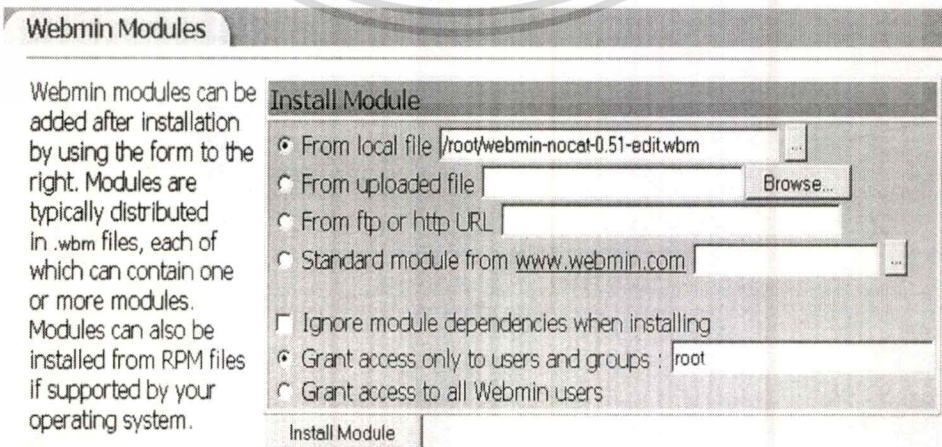 Webmin Modules
Webmin modules can be
added after installation
by using the form to the
right. Modules are
typically distributed
in .wbm files, each of
which can contain one
or more modules.
Modules can also be
installed from RPM files
if supported by your
operating system.
Install Module
From local file /root/webmin-nocat-0.51-edit.wbm ...
From uploaded file Browse...
From ftp or http URL
Standard module from www.webmin.com ...
Ignore module dependencies when installing
Grant access only to users and groups : root
Grant access to all Webmin users
Install Module